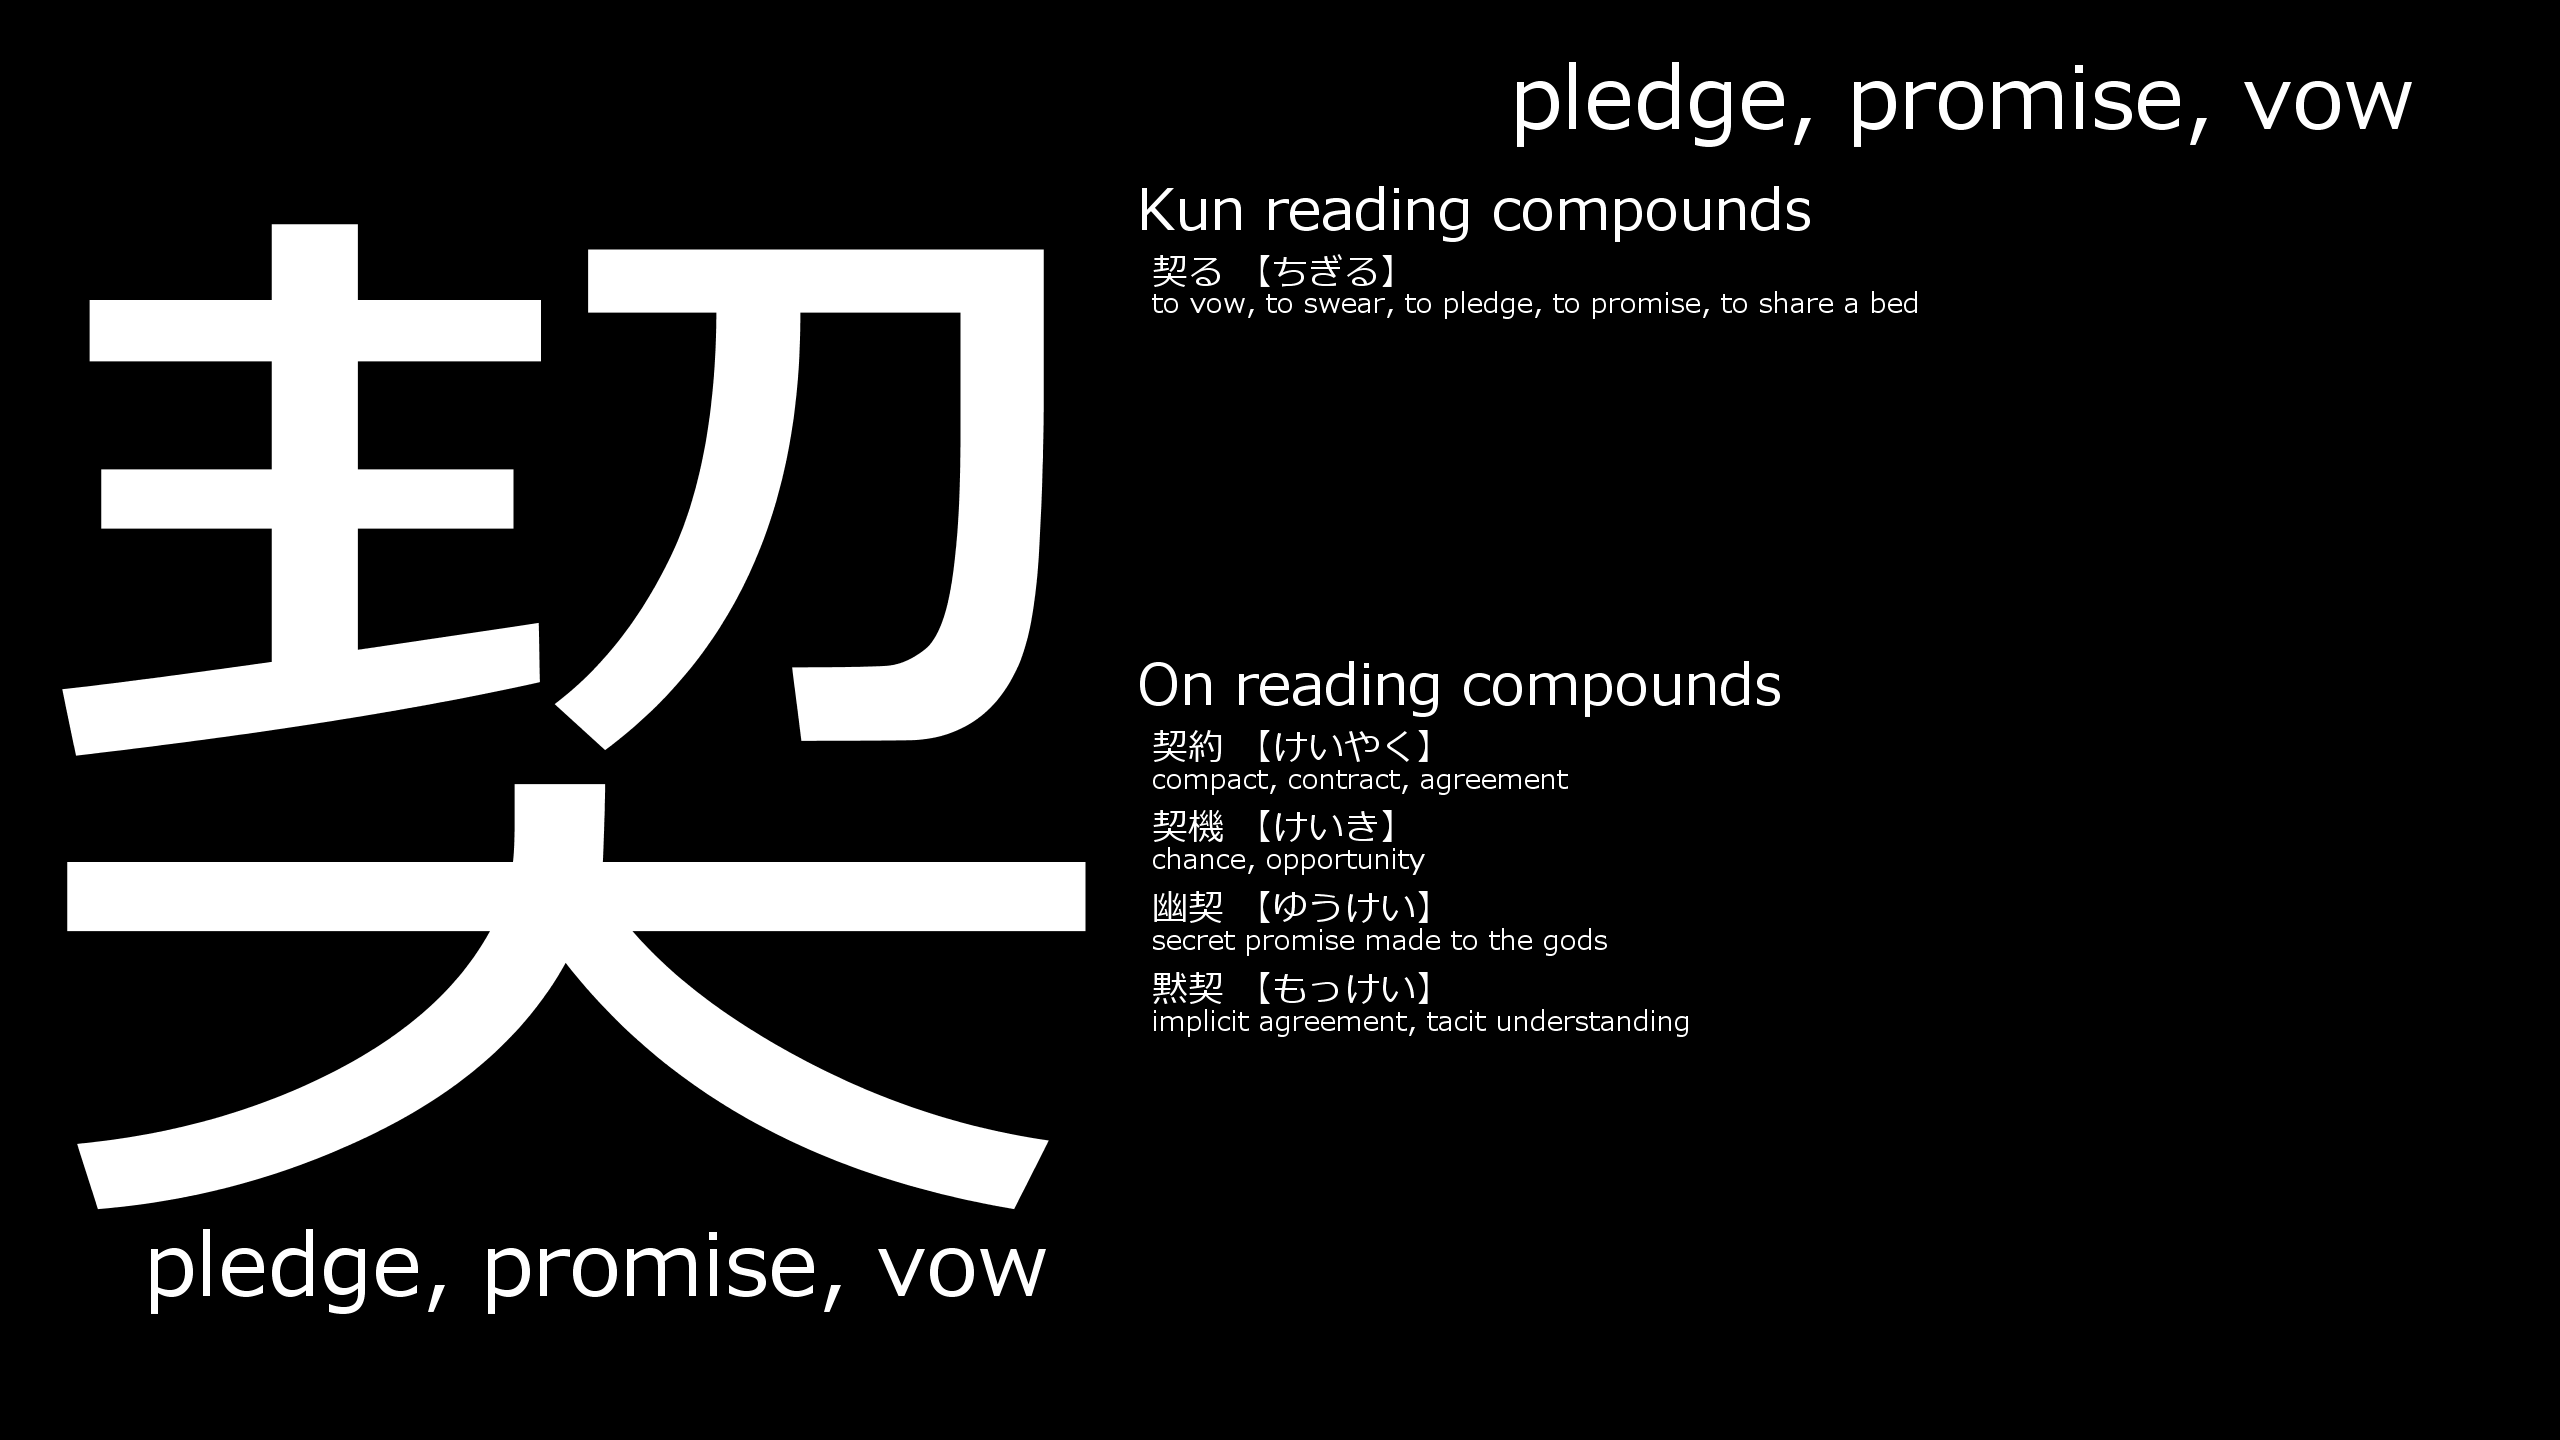 契
pledge, promise, vow
pledge, promise, vow
Kun reading compounds
契る 【ちぎる】
to vow, to swear, to pledge, to promise, to share a bed
On reading compounds
契約 【けいやく】
compact, contract, agreement
契機 【けいき】
chance, opportunity
幽契 【ゆうけい】
secret promise made to the gods
黙契 【もっけい】
implicit agreement, tacit understanding